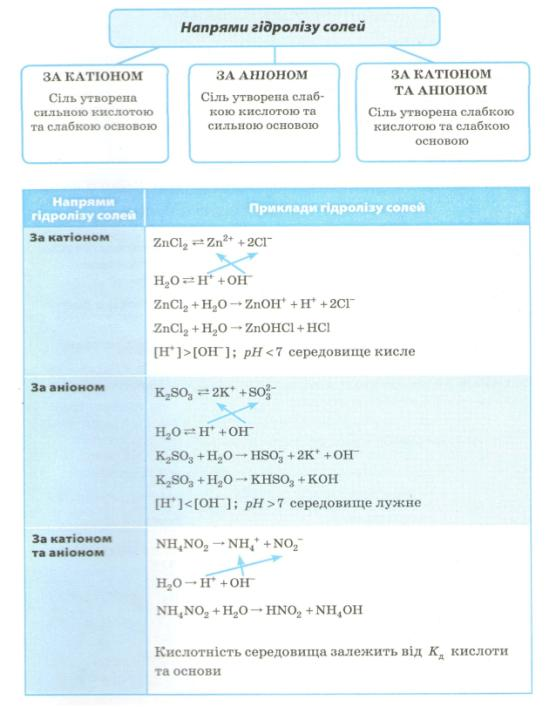 Напрями гідролізу солей
ЗА КАТІОНОМ
Сіль утворена
сильною кислотою
та слабкою основою
ЗА АНІОНОМ
Сіль утворена слаб-
кою кислотою та
сильною основою
ЗА КАТІОНОМ
ТА АНІОНОМ
Сіль утворена слабкою
кислотою та слабкою
основою
Напрями
гідролізу солей
Приклади гідролізу солей
За катіоном
ZnCl₂ ⇄ Zn²⁺ + 2Cl⁻
H₂O ⇄ H⁺ + OH⁻
ZnCl₂ + H₂O → ZnOH⁺ + H⁺ + 2Cl⁻
ZnCl₂ + H₂O → ZnOHCl + HCl
[H⁺] > [OH⁻]; pH < 7 середовище кисле
За аніоном
K₂SO₃ ⇄ 2K⁺ + SO₃²⁻
H₂O ⇄ H⁺ + OH⁻
K₂SO₃ + H₂O → HSO₃⁻ + 2K⁺ + OH⁻
K₂SO₃ + H₂O → KHSO₃ + KOH
[H⁺] < [OH⁻]; pH > 7 середовище лужне
За катіоном
та аніоном
NH₄NO₂ → NH₄⁺ + NO₂⁻
H₂O → H⁺ + OH⁻
NH₄NO₂ + H₂O → HNO₂ + NH₄OH
Кислотність середовища залежить від Kд кислоти
та основи